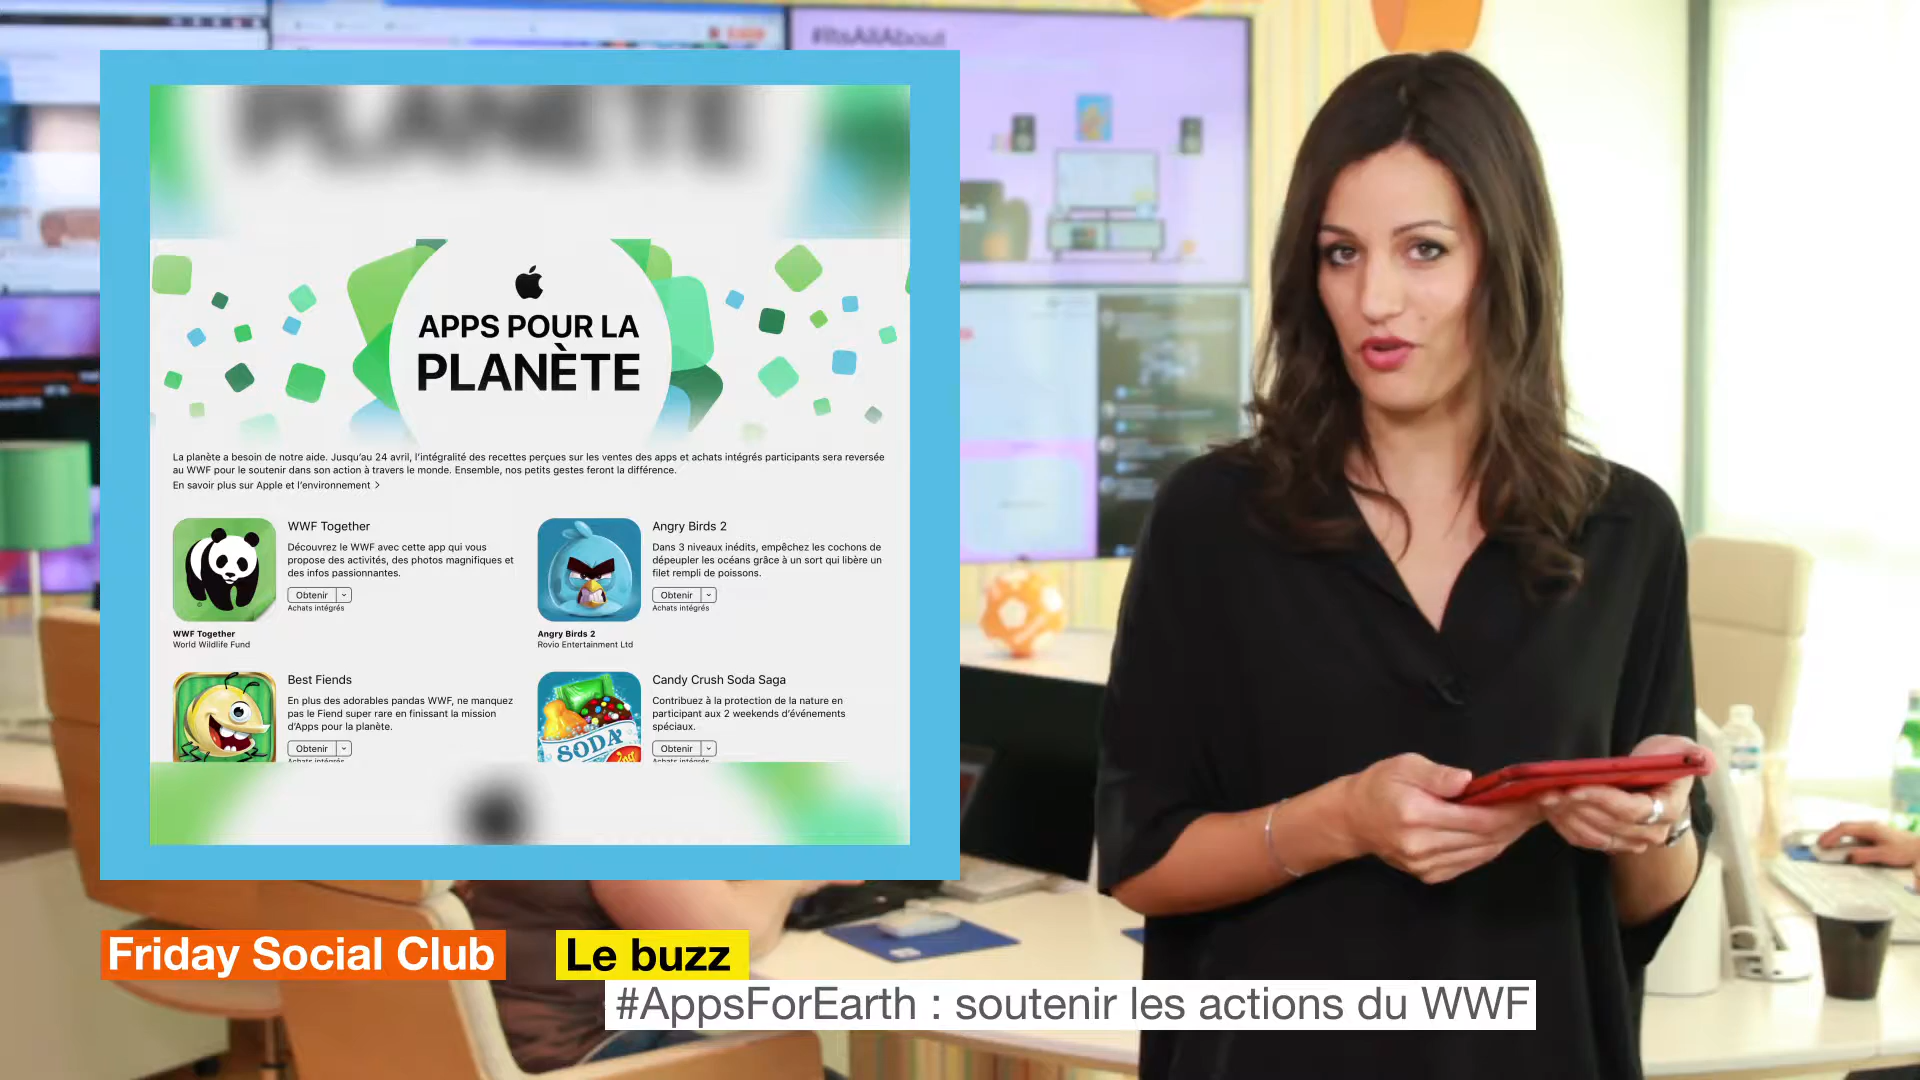 #ItsAllAbout
PLANÈTE
APPS POUR LA
PLANÈTE
La planète a besoin de notre aide. Jusqu'au 24 avril, l'intégralité des recettes perçues sur les ventes des apps et achats intégrés participants sera reversée
au WWF pour le soutenir dans son action à travers le monde. Ensemble, nos petits gestes feront la différence.
En savoir plus sur Apple et l'environnement >
WWF Together
Découvrez le WWF avec cette app qui vous
propose des activités, des photos magnifiques et
des infos passionnantes.
Obtenir
Achats intégrés
WWF Together
World Wildlife Fund
Angry Birds 2
Dans 3 niveaux inédits, empêchez les cochons de
dépeupler les océans grâce à un sort qui libère un
filet rempli de poissons.
Obtenir
Achats intégrés
Angry Birds 2
Rovio Entertainment Ltd
Best Fiends
En plus des adorables pandas WWF, ne manquez
pas le Fiend super rare en finissant la mission
d'Apps pour la planète.
Obtenir
Achats intégrés
Candy Crush Soda Saga
Contribuez à la protection de la nature en
participant aux 2 weekends d'événements
spéciaux.
Obtenir
Achats intégrés
SODA
Friday Social Club
Le buzz
#AppsForEarth : soutenir les actions du WWF